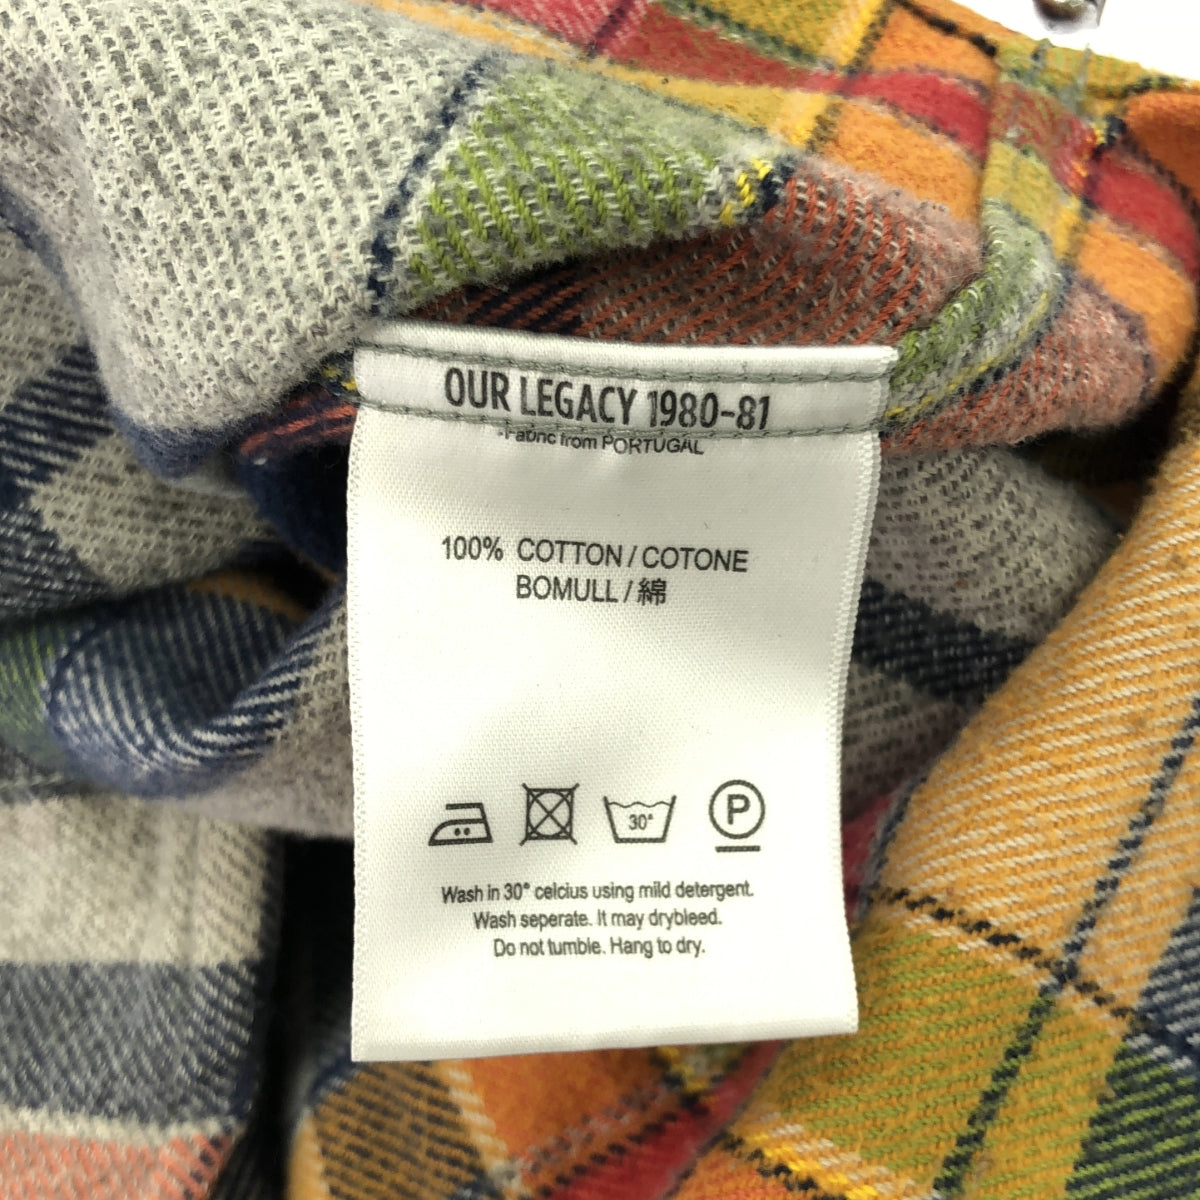 OUR LEGACY 1980-81
-Fabric from PORTUGAL
100% COTTON / COTONE
BOMULL / 綿
30° P
Wash in 30° celcius using mild detergent.
Wash seperate. It may drybleed.
Do not tumble. Hang to dry.